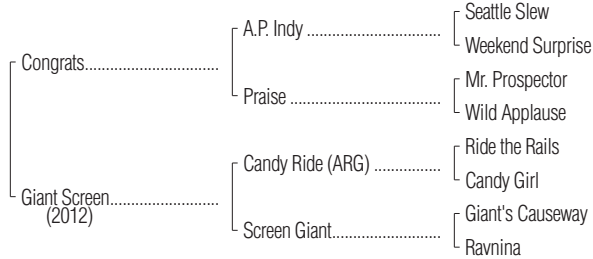 Seattle Slew
A.P. Indy
Weekend Surprise
Congrats
Mr. Prospector
Praise
Wild Applause
Ride the Rails
Candy Ride (ARG)
Candy Girl
Giant Screen
(2012)
Giant's Causeway
Screen Giant
Ravnina